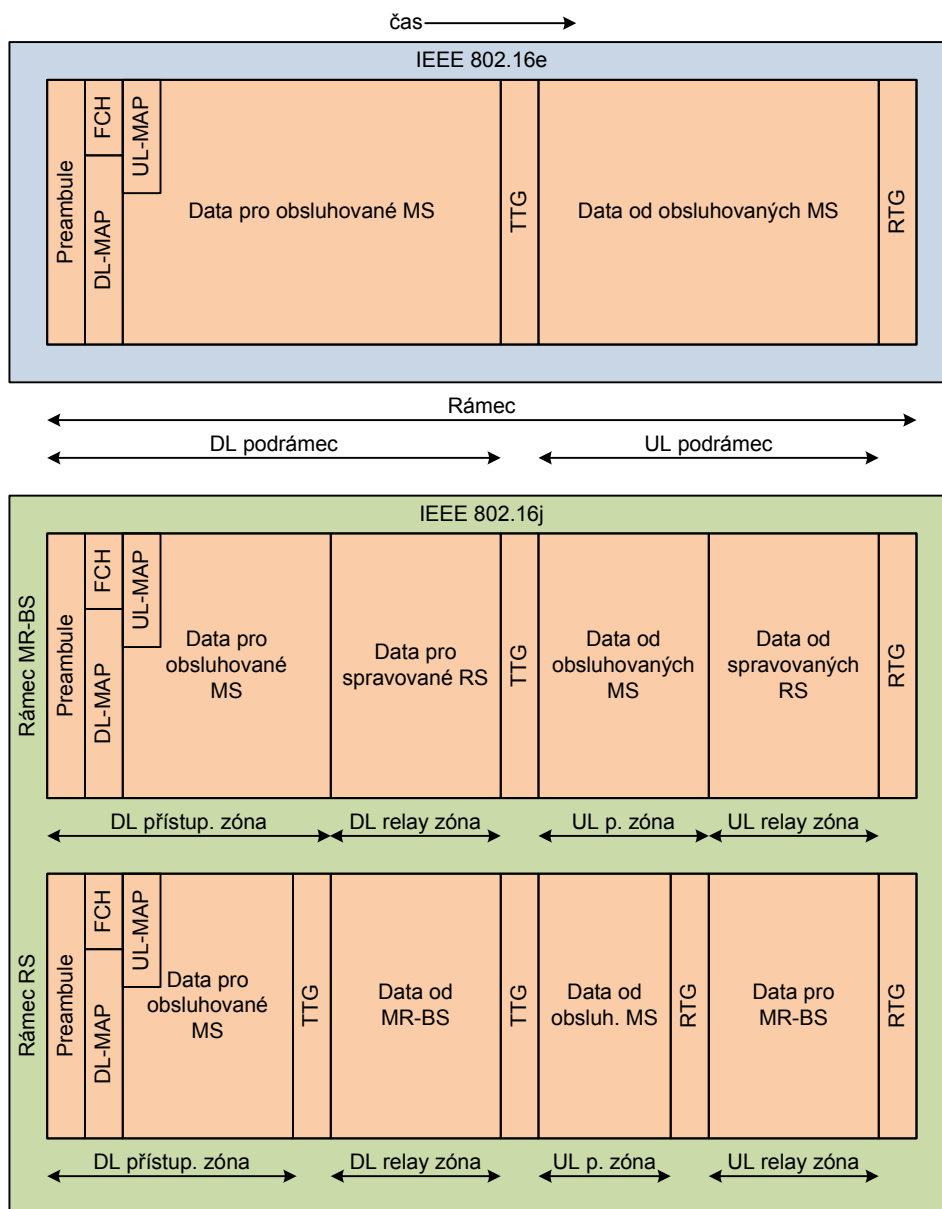 čas
IEEE 802.16e
Preambule
FCH
DL-MAP
UL-MAP
Data pro obsluhované MS
TTG
Data od obsluhovaných MS
RTG
Rámec
DL podrámec
UL podrámec
IEEE 802.16j
Rámec MR-BS
Preambule
FCH
DL-MAP
UL-MAP
Data pro
obsluhované
MS
Data pro
spravované RS
TTG
Data od
obsluhovaných
MS
Data od
spravovaných
RS
RTG
DL přístup. zóna
DL relay zóna
UL p. zóna
UL relay zóna
Rámec RS
Preambule
FCH
DL-MAP
UL-MAP
Data pro
obsluhované
MS
TTG
Data od
MR-BS
TTG
Data od
obsluh. MS
RTG
Data pro
MR-BS
RTG
DL přístup. zóna
DL relay zóna
UL p. zóna
UL relay zóna